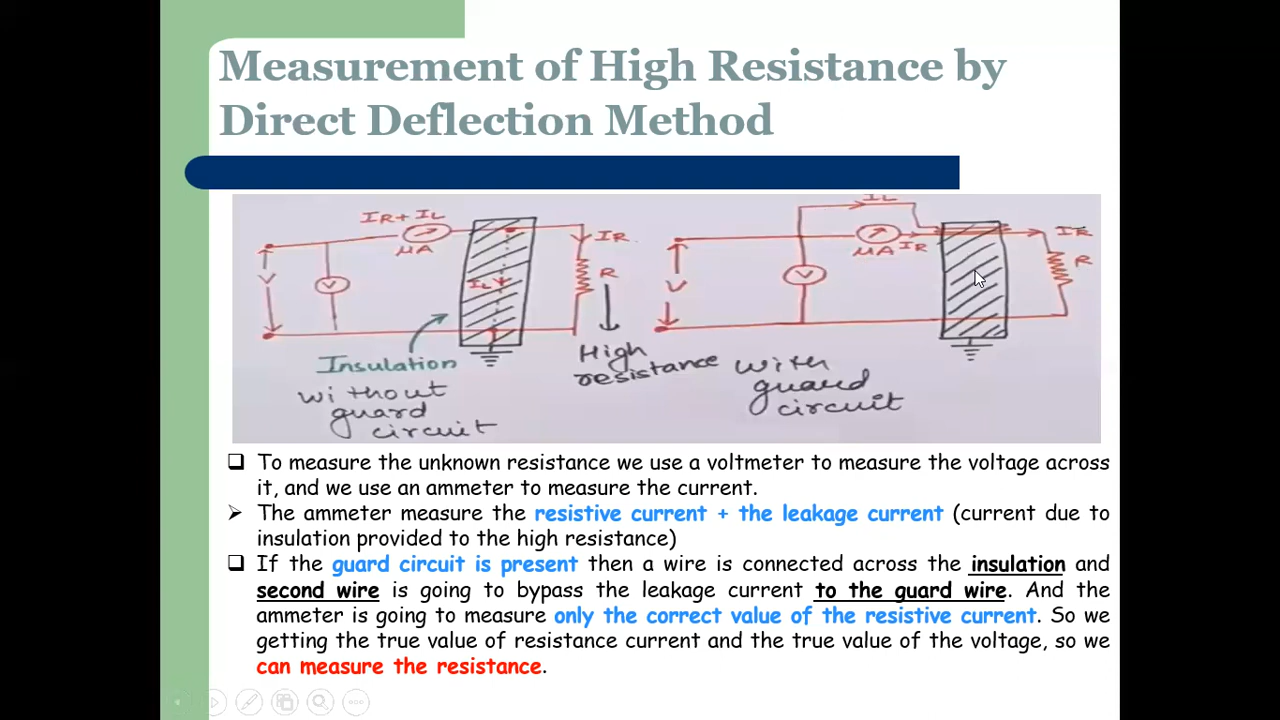 Measurement of High Resistance by
Direct Deflection Method
IR+IL
μA
V
V
IL
IR
R
Insulation
without
guard
circuit
High
resistance
IL
μA
IR
V
V
IR
R
with
guard
circuit
To measure the unknown resistance we use a voltmeter to measure the voltage across
it, and we use an ammeter to measure the current.
The ammeter measure the resistive current + the leakage current (current due to
insulation provided to the high resistance)
If the guard circuit is present then a wire is connected across the insulation and
second wire is going to bypass the leakage current to the guard wire. And the
ammeter is going to measure only the correct value of the resistive current. So we
getting the true value of resistance current and the true value of the voltage, so we
can measure the resistance.